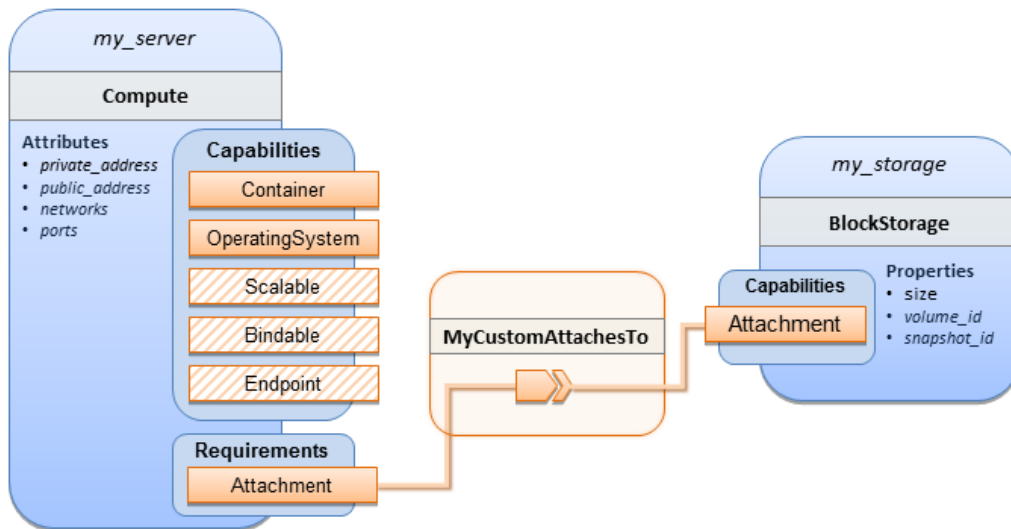 my_server
Compute
Attributes
• private_address
• public_address
• networks
• ports
Capabilities
Container
OperatingSystem
Scalable
Bindable
Endpoint
Requirements
Attachment
MyCustomAttachesTo
my_storage
BlockStorage
Capabilities
Attachment
Properties
• size
• volume_id
• snapshot_id